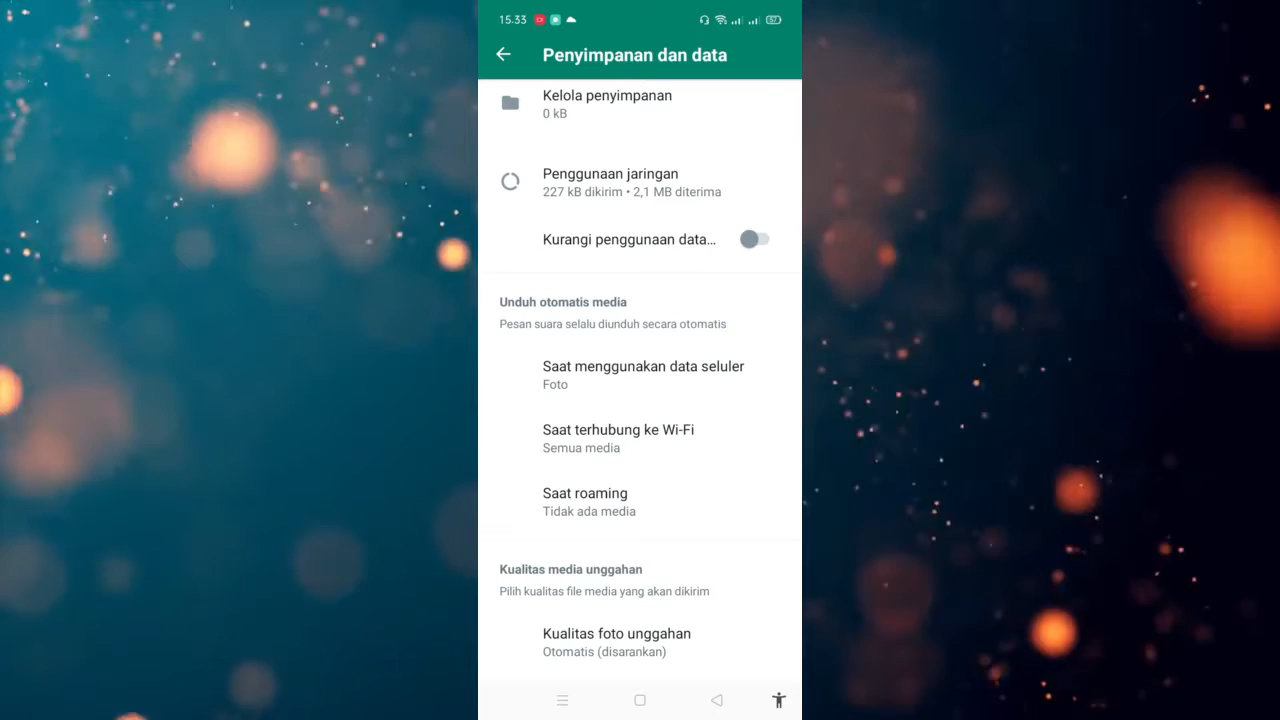 15.33
57
Penyimpanan dan data
Kelola penyimpanan
0 kB
Penggunaan jaringan
227 kB dikirim • 2,1 MB diterima
Kurangi penggunaan data...
Unduh otomatis media
Pesan suara selalu diunduh secara otomatis
Saat menggunakan data seluler
Foto
Saat terhubung ke Wi-Fi
Semua media
Saat roaming
Tidak ada media
Kualitas media unggahan
Pilih kualitas file media yang akan dikirim
Kualitas foto unggahan
Otomatis (disarankan)